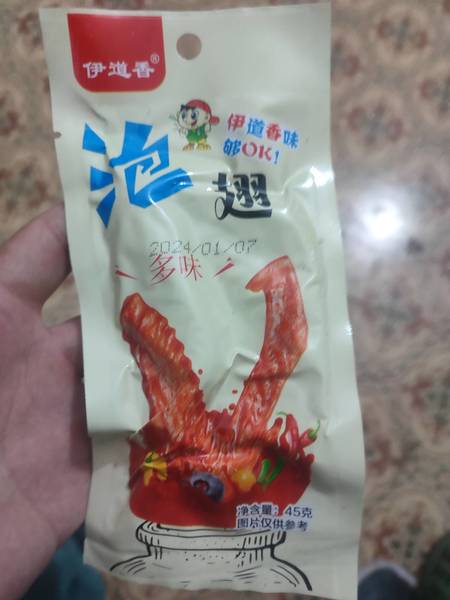 伊道香®
伊道香味
够OK!
泡翅
2024/01/07
多味
净含量: 45克
图片仅供参考